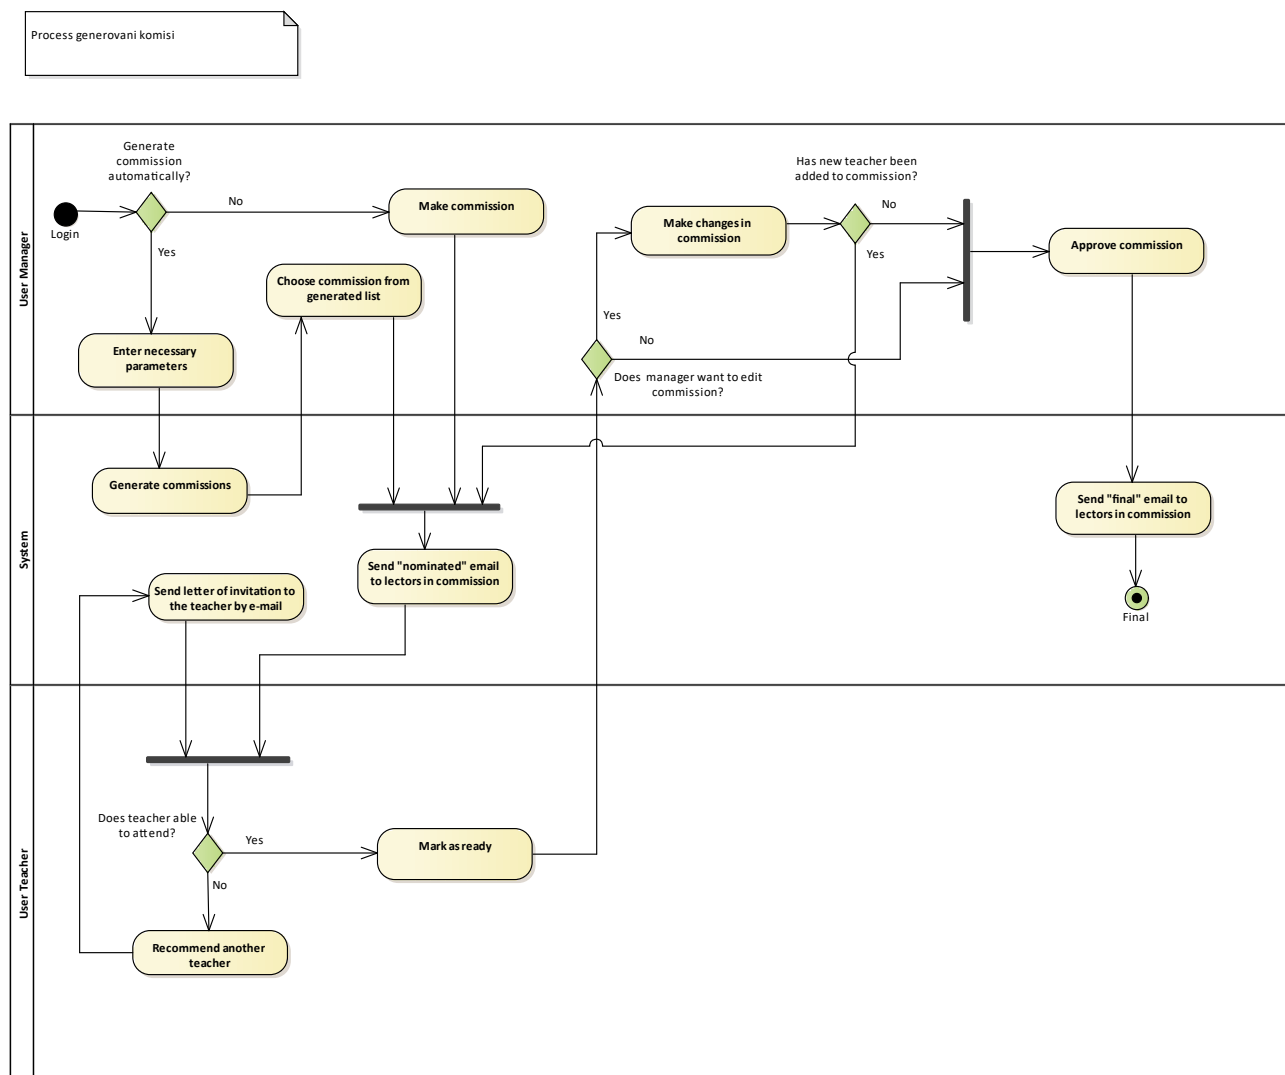 Process generovani komisi
User Manager
Generate
commission
automatically?
Login
No
Yes
Make commission
Choose commission from
generated list
Enter necessary
parameters
Has new teacher been
added to commission?
No
Yes
Make changes in
commission
Approve commission
Yes
No
Does manager want to edit
commission?
System
Generate commissions
Send "nominated" email
to lectors in commission
Send letter of invitation to
the teacher by e-mail
Send "final" email to
lectors in commission
Final
User Teacher
Does teacher able
to attend?
Yes
No
Mark as ready
Recommend another
teacher